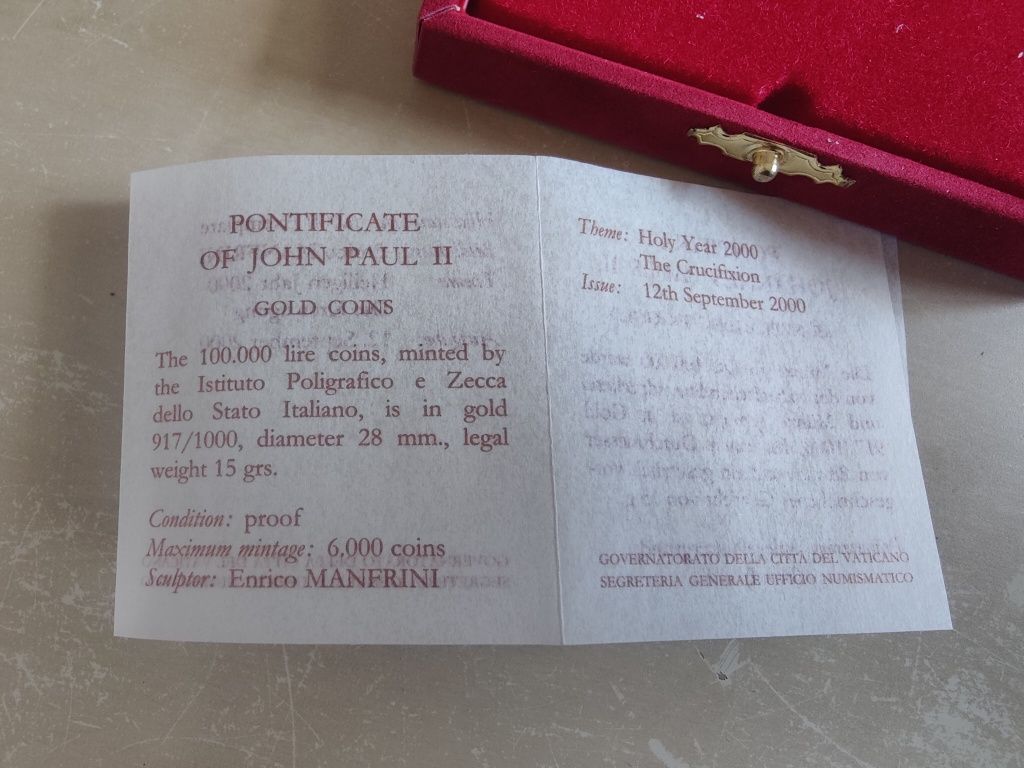 PONTIFICATE
OF JOHN PAUL II
GOLD COINS
The 100.000 lire coins, minted by
the Istituto Poligrafico e Zecca
dello Stato Italiano, is in gold
917/1000, diameter 28 mm., legal
weight 15 grs.
Condition: proof
Maximum mintage: 6,000 coins
Sculptor: Enrico MANFRINI
Theme: Holy Year 2000
The Crucifixion
Issue: 12th September 2000
GOVERNATORATO DELLA CITTÀ DEL VATICANO
SEGRETERIA GENERALE UFFICIO NUMISMATICO